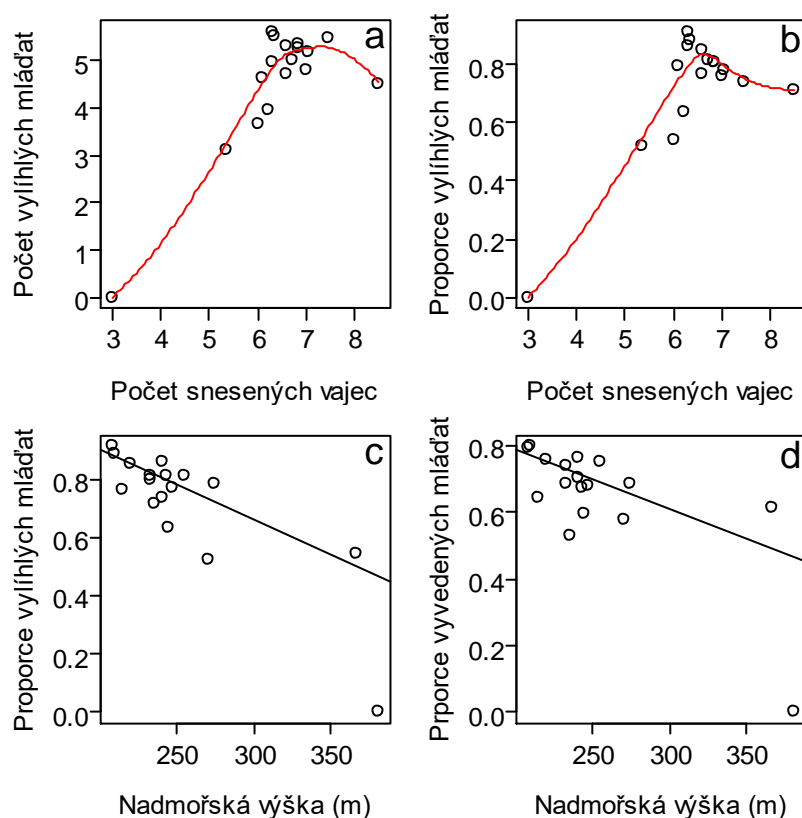 a
Počet vylíhlých mláďat
5
4
3
2
1
0
3 4 5 6 7 8
Počet snesených vajec
b
Proporce vylíhlých mláďat
0.8
0.6
0.4
0.2
0.0
3 4 5 6 7 8
Počet snesených vajec
c
Proporce vylíhlých mláďat
0.8
0.6
0.4
0.2
0.0
250 300 350
Nadmořská výška (m)
d
Prporce vyvedených mláďat
0.8
0.6
0.4
0.2
0.0
250 300 350
Nadmořská výška (m)